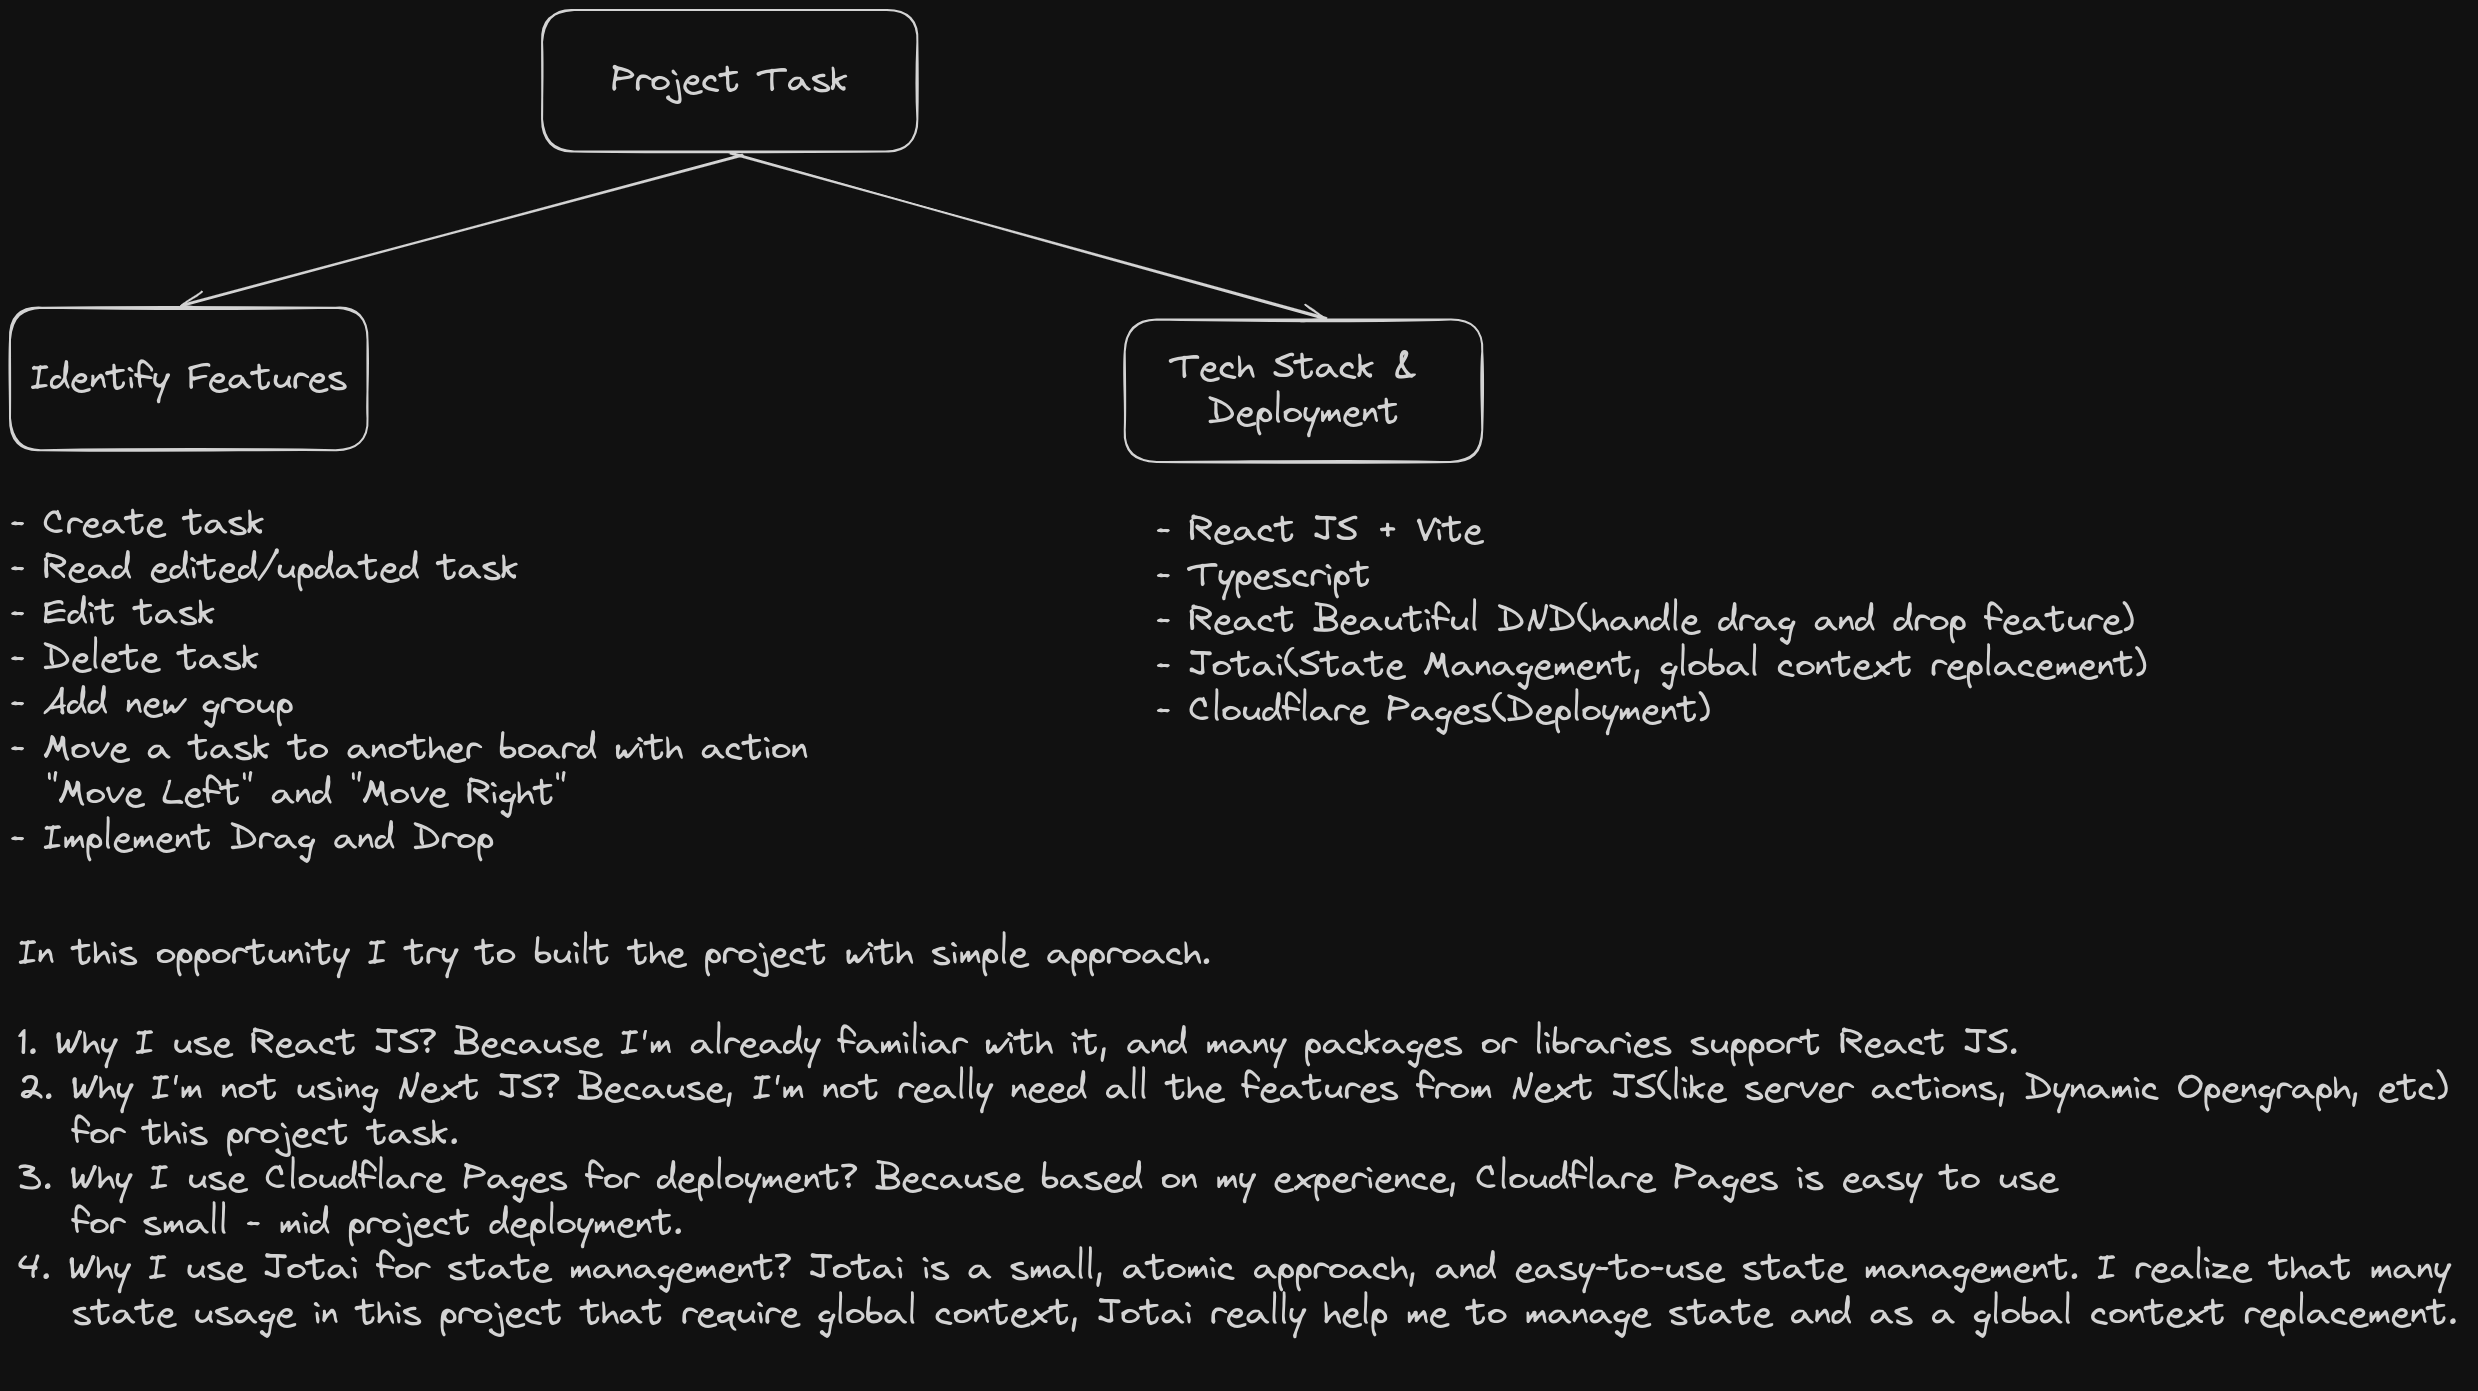 Project Task
Identify Features
- Create task
- Read edited/updated task
- Edit task
- Delete task
- Add new group
- Move a task to another board with action
"Move Left" and "Move Right"
- Implement Drag and Drop
Tech Stack &
Deployment
- React JS + Vite
- Typescript
- React Beautiful DND(handle drag and drop feature)
- Jotai(State Management, global context replacement)
- Cloudflare Pages(Deployment)
In this opportunity I try to built the project with simple approach.
1. Why I use React JS? Because I'm already familiar with it, and many packages or libraries support React JS.
2. Why I'm not using Next JS? Because, I'm not really need all the features from Next JS(like server actions, Dynamic Opengraph, etc)
for this project task.
3. Why I use Cloudflare Pages for deployment? Because based on my experience, Cloudflare Pages is easy to use
for small - mid project deployment.
4. Why I use Jotai for state management? Jotai is a small, atomic approach, and easy-to-use state management. I realize that many
state usage in this project that require global context, Jotai really help me to manage state and as a global context replacement.